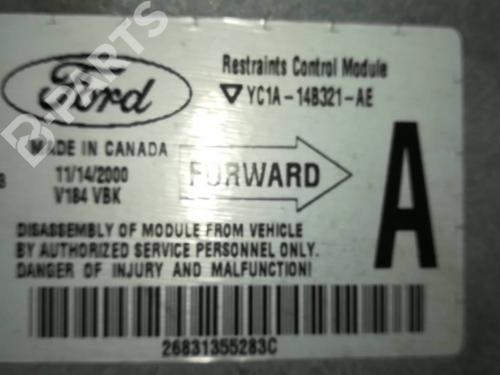 B-PARTS
Ford
Restraints Control Module
YC1A-14B321-AE
MADE IN CANADA
11/14/2000
V184 VBK
FORWARD
A
DISASSEMBLY OF MODULE FROM VEHICLE
BY AUTHORIZED SERVICE PERSONNEL ONLY.
DANGER OF INJURY AND MALFUNCTION!
26831355283C